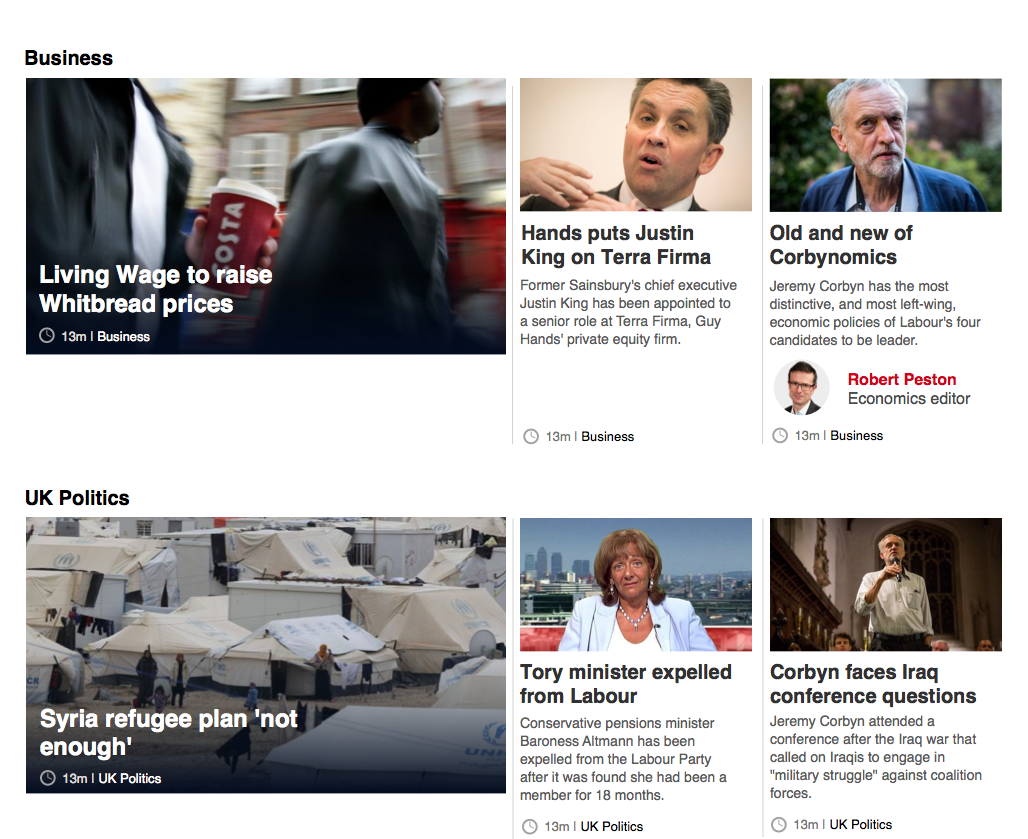 Business
COSTA
Living Wage to raise
Whitbread prices
13m | Business
Hands puts Justin
King on Terra Firma
Former Sainsbury's chief executive
Justin King has been appointed to
a senior role at Terra Firma, Guy
Hands' private equity firm.
13m | Business
Old and new of
Corbynomics
Jeremy Corbyn has the most
distinctive, and most left-wing,
economic policies of Labour's four
candidates to be leader.
Robert Peston
Economics editor
13m | Business
UK Politics
Syria refugee plan 'not
enough'
13m | UK Politics
Tory minister expelled
from Labour
Conservative pensions minister
Baroness Altmann has been
expelled from the Labour Party
after it was found she had been a
member for 18 months.
13m | UK Politics
Corbyn faces Iraq
conference questions
Jeremy Corbyn attended a
conference after the Iraq war that
called on Iraqis to engage in
"military struggle" against coalition
forces.
13m | UK Politics